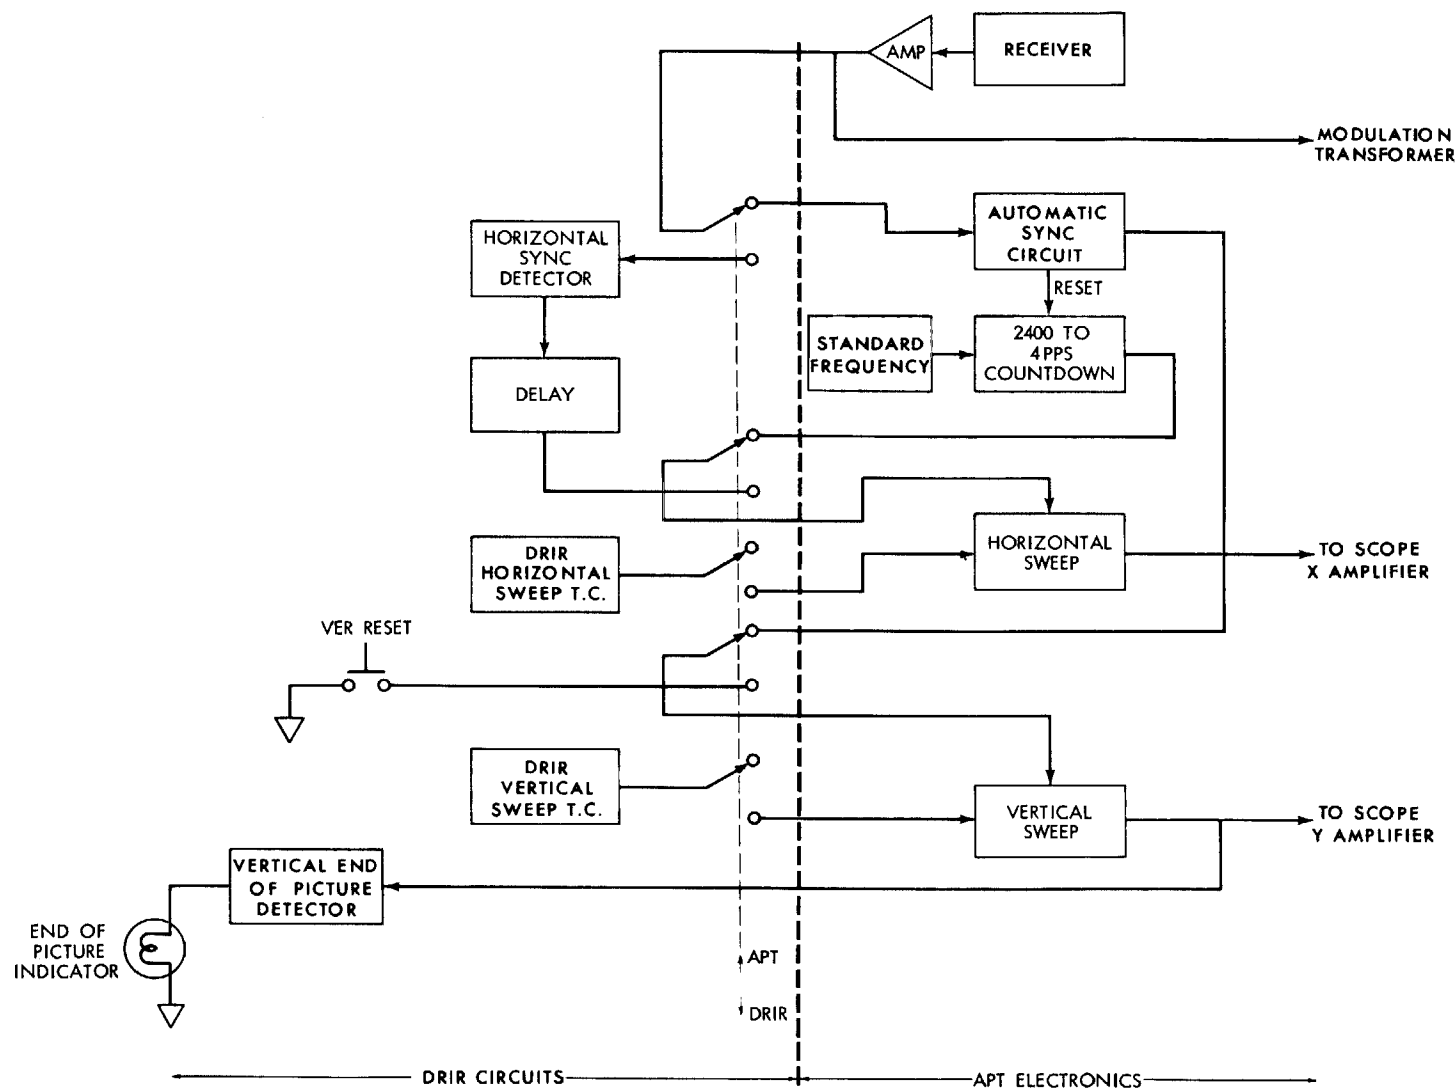 AMP
RECEIVER
MODULATION
TRANSFORMER
AUTOMATIC
SYNC
CIRCUIT
HORIZONTAL
SYNC
DETECTOR
RESET
STANDARD
FREQUENCY
2400 TO
4 PPS
COUNTDOWN
DELAY
DRIR
HORIZONTAL
SWEEP T.C.
HORIZONTAL
SWEEP
TO SCOPE
X AMPLIFIER
VER RESET
DRIR
VERTICAL
SWEEP T.C.
VERTICAL
SWEEP
TO SCOPE
Y AMPLIFIER
VERTICAL END
OF PICTURE
DETECTOR
END OF
PICTURE
INDICATOR
APT
DRIR
DRIR CIRCUITS
APT ELECTRONICS